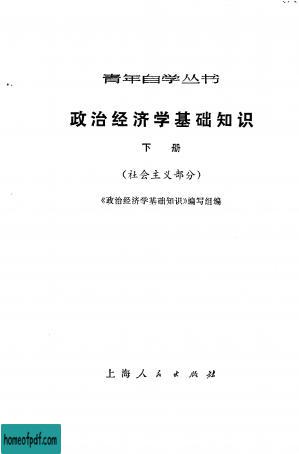 青年自学丛书
政治经济学基础知识
下 册
(社会主义部分)
《政治经济学基础知识》编写组编
上海人民出版社
homeofpdf.com